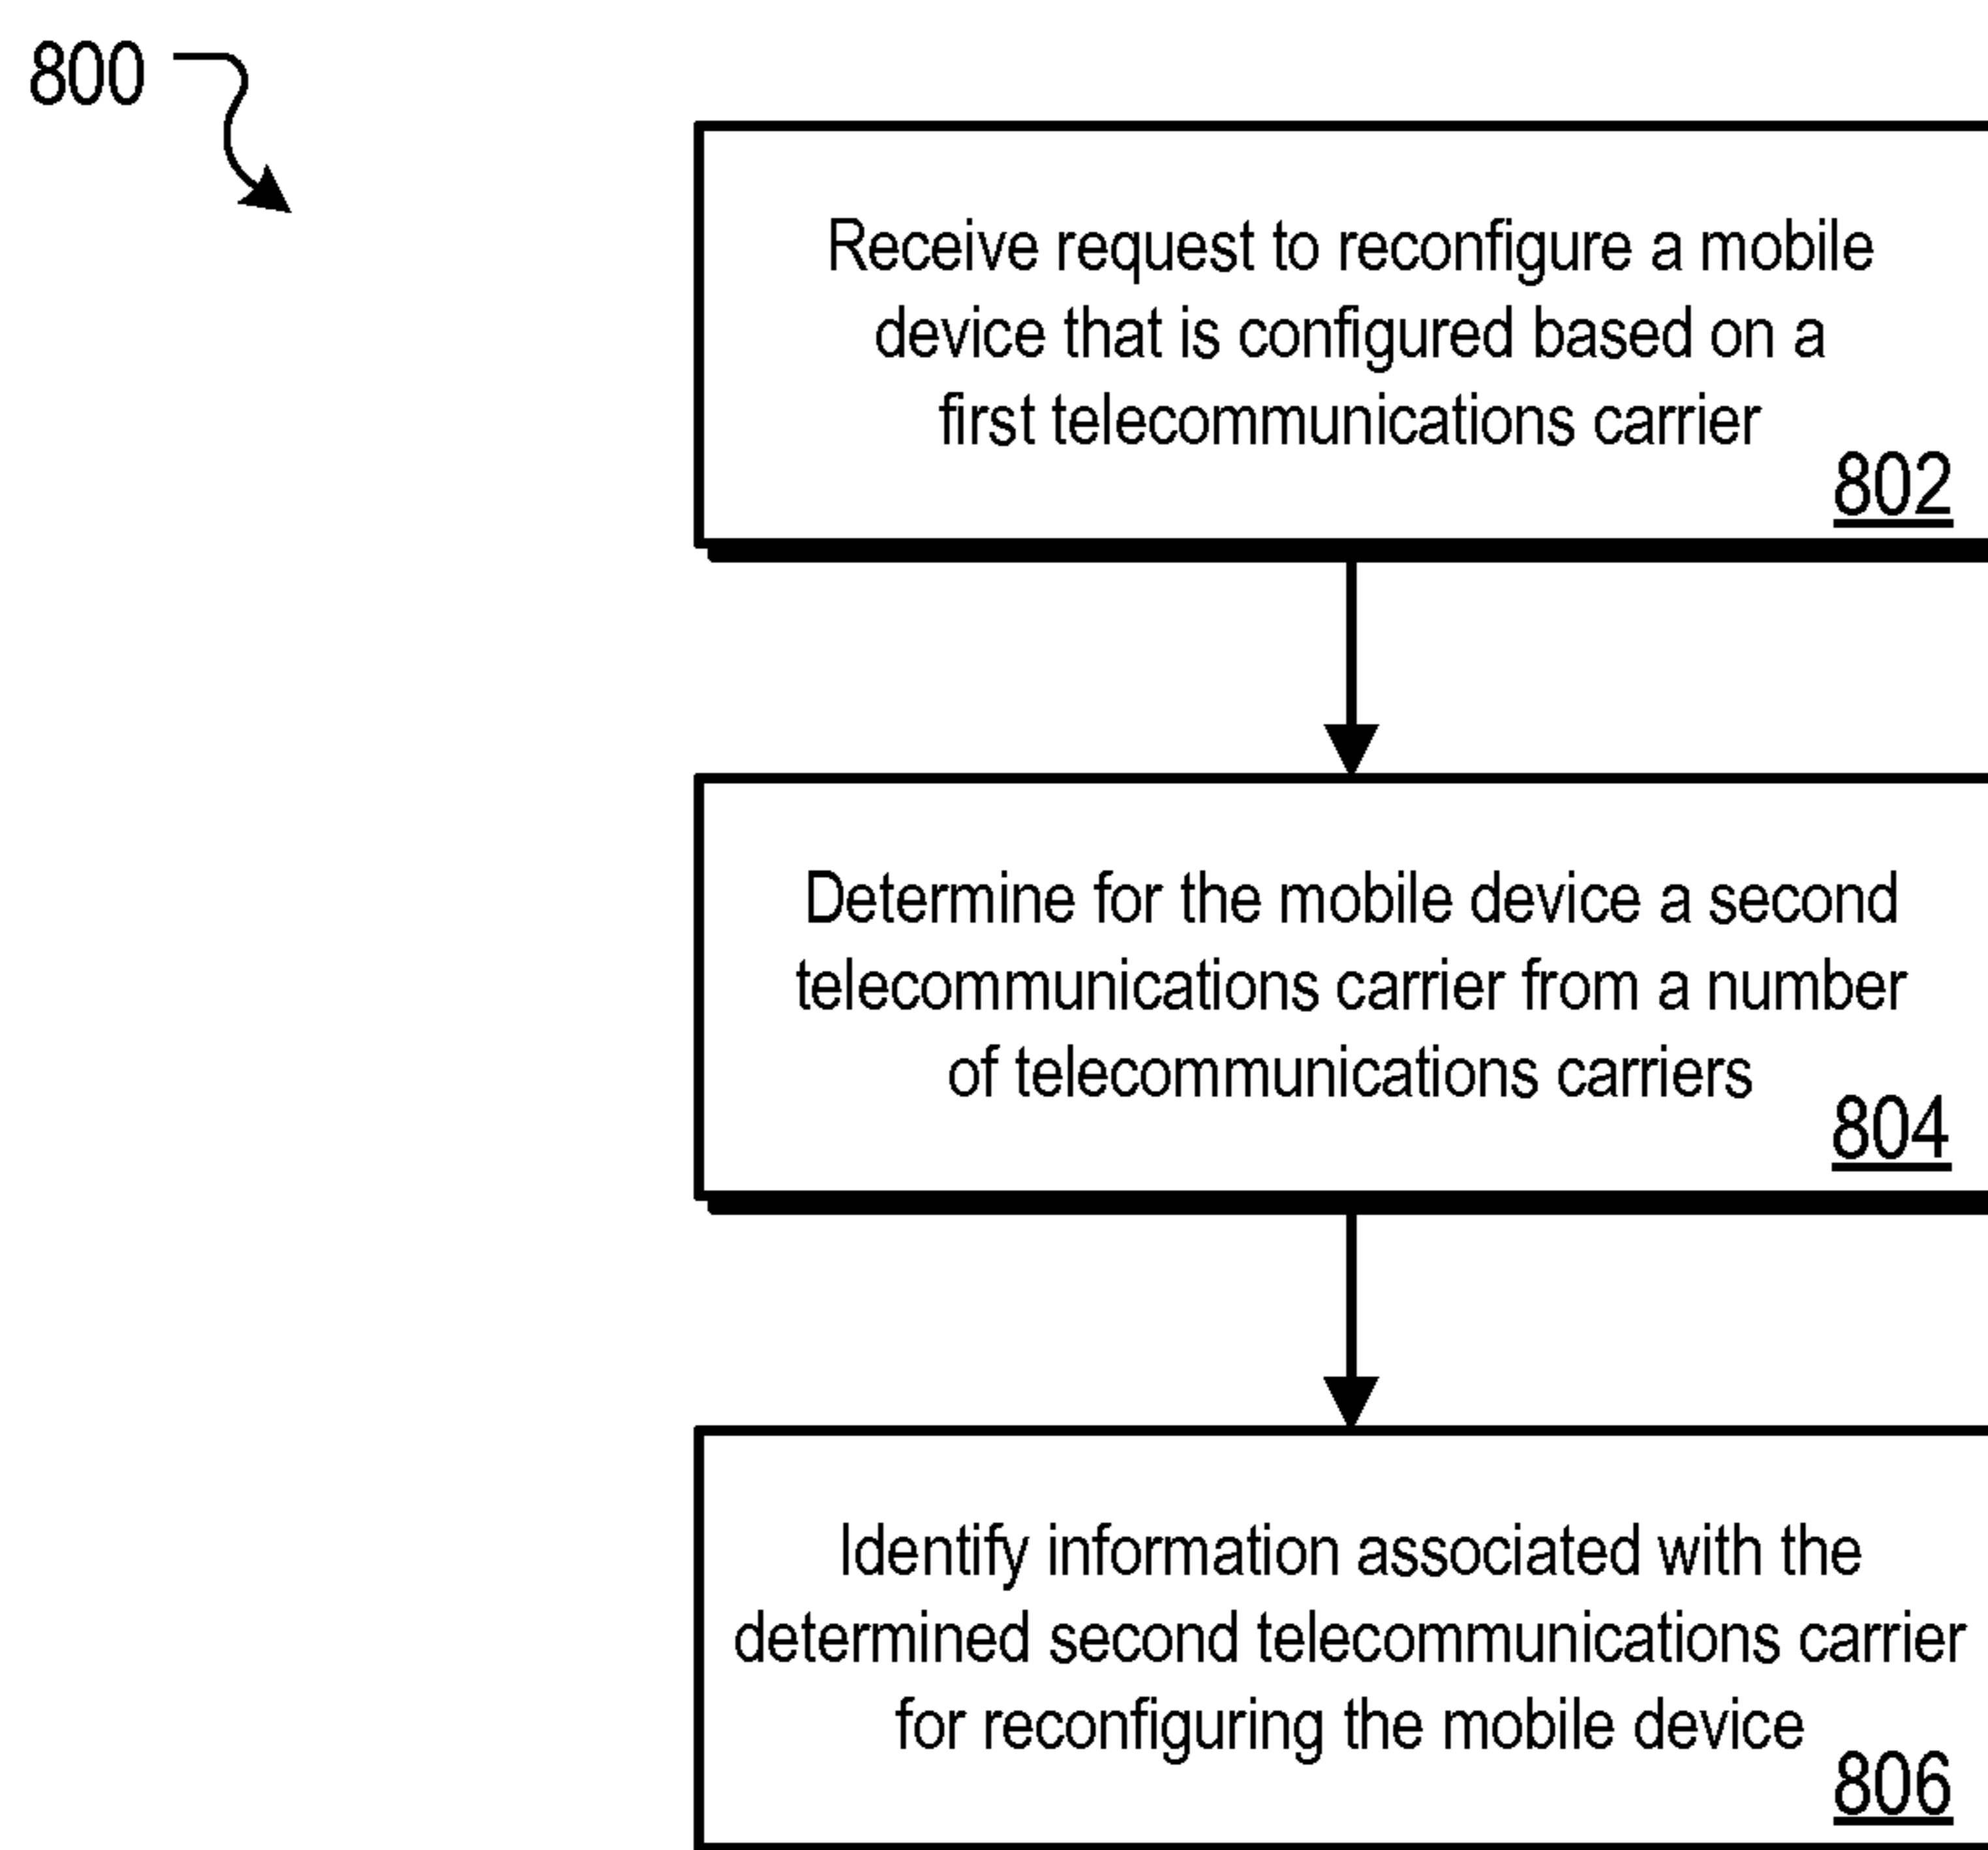 800
Receive request to reconfigure a mobile
device that is configured based on a
first telecommunications carrier
802
Determine for the mobile device a second
telecommunications carrier from a number
of telecommunications carriers
804
Identify information associated with the
determined second telecommunications carrier
for reconfiguring the mobile device
806